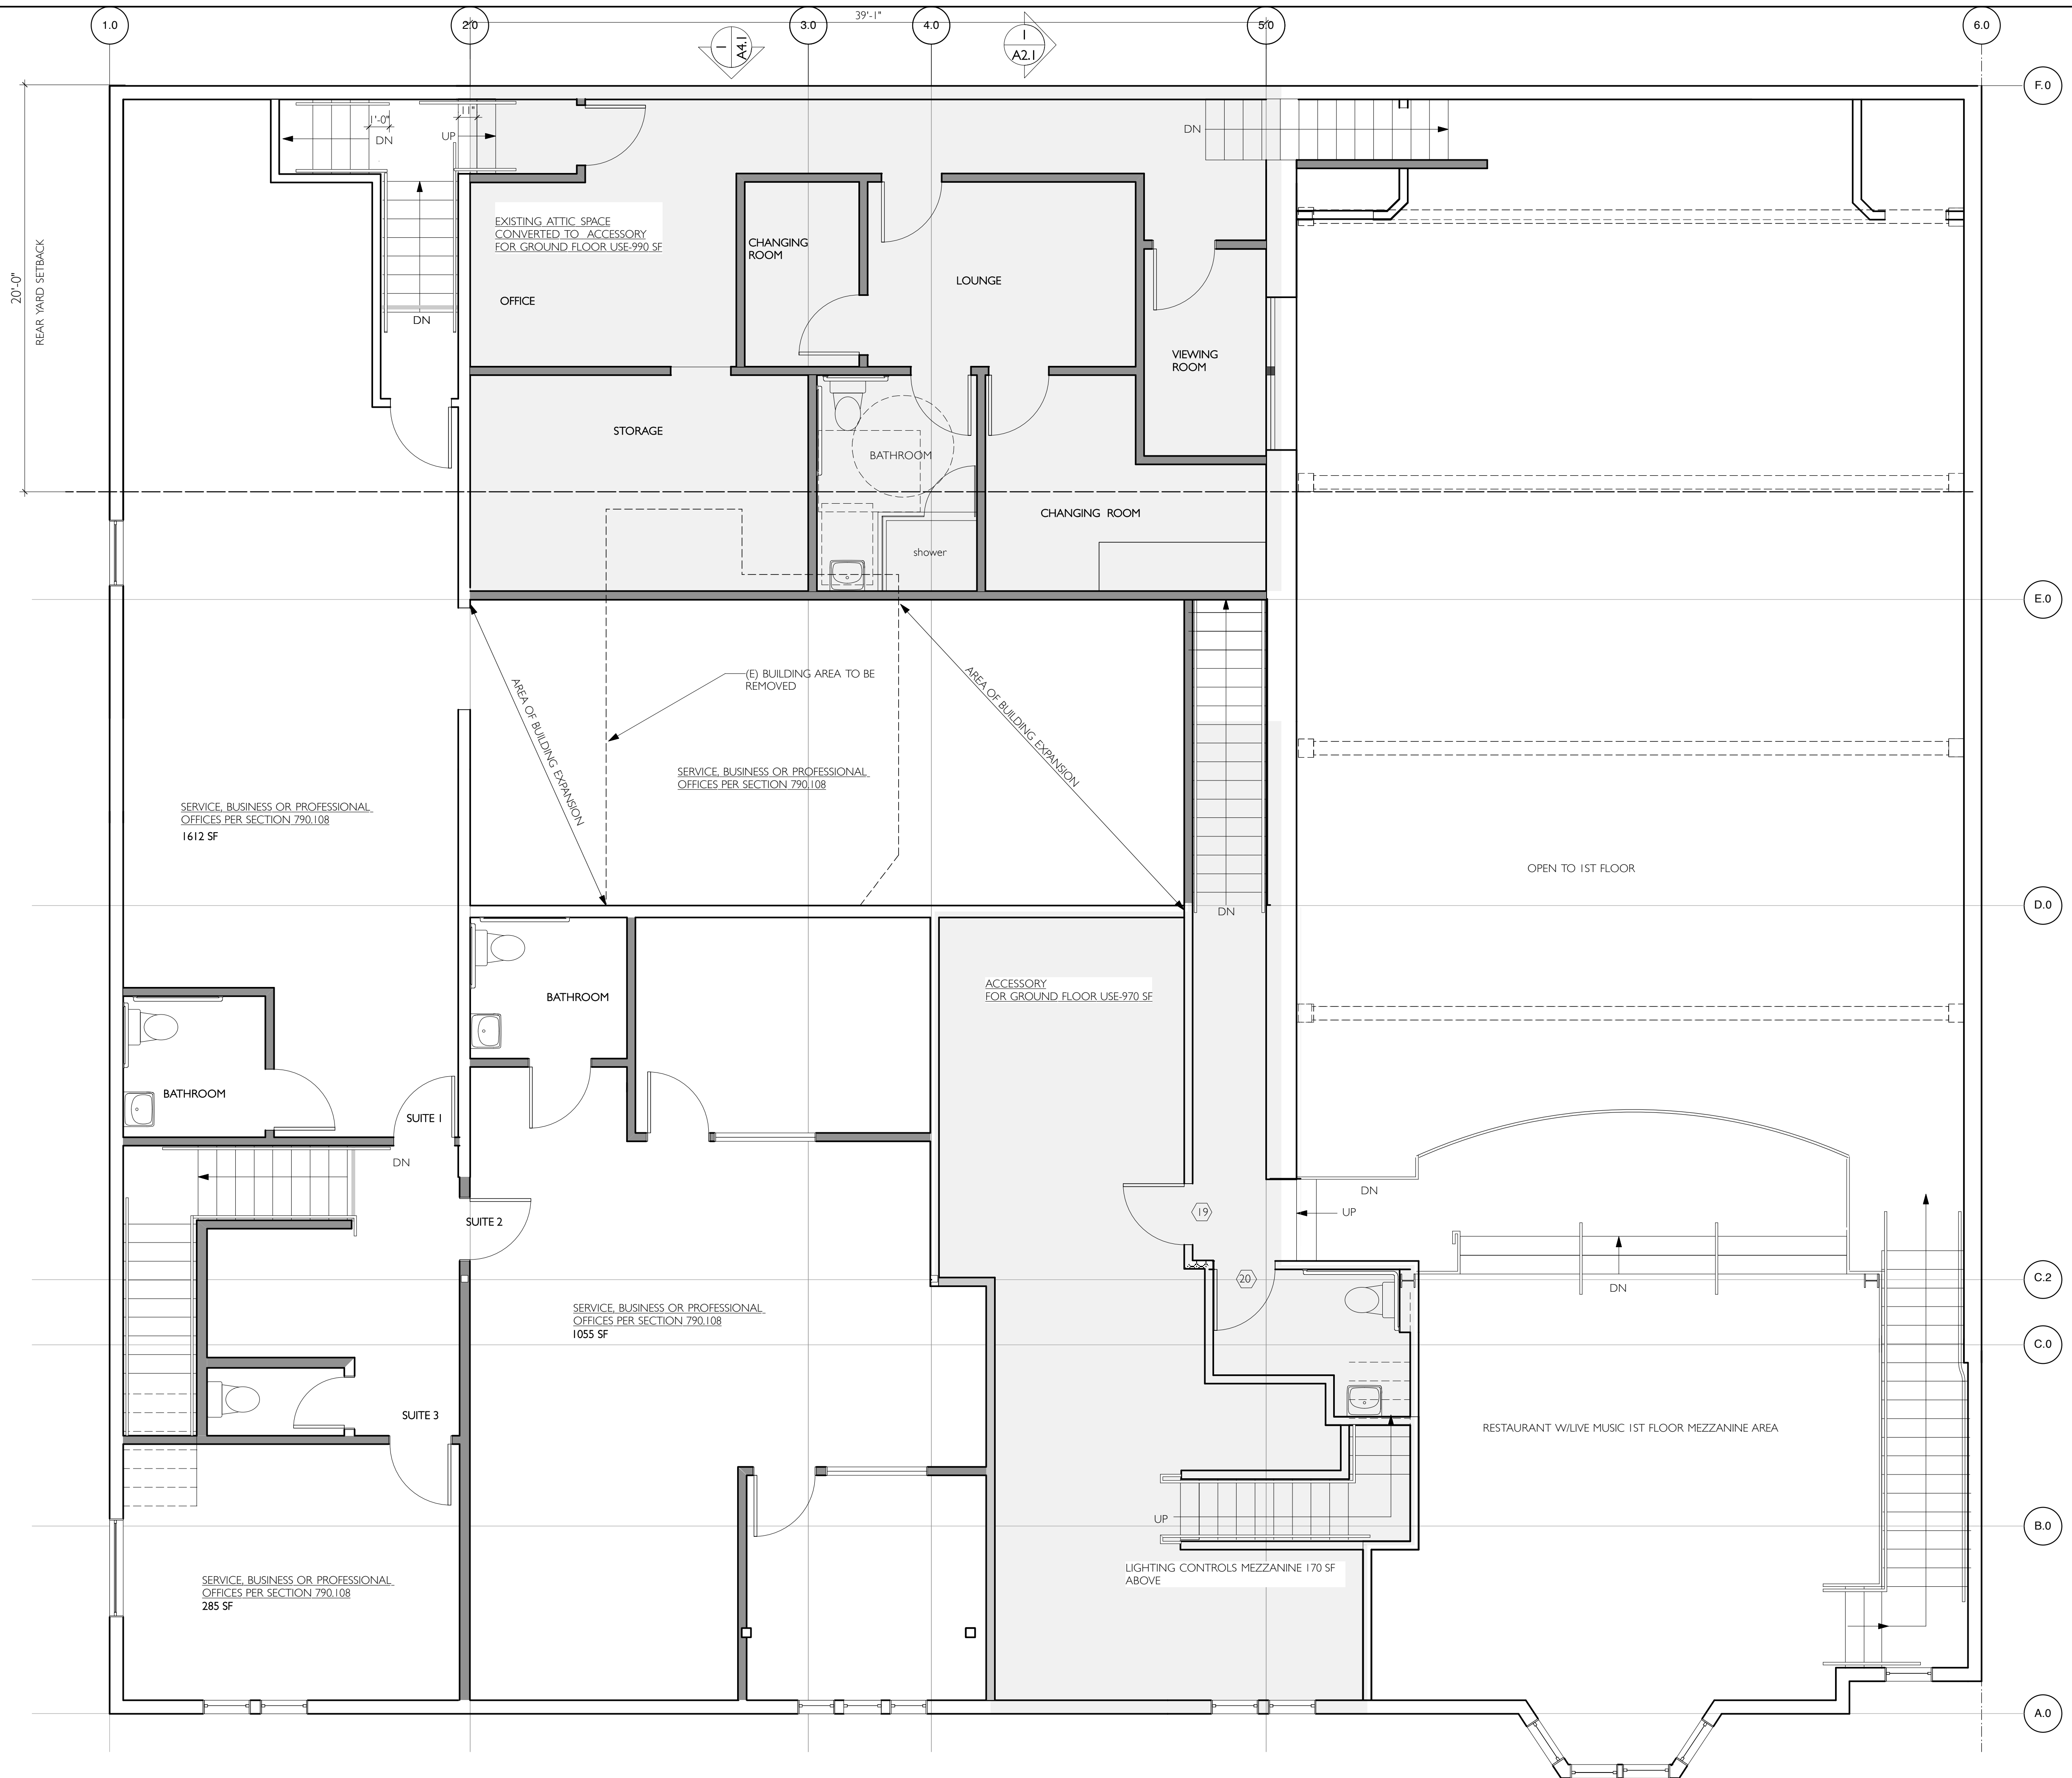 39'-1"
1.0
2.0
3.0
4.0
5.0
6.0
1
A4.1
1
A2.1
F.0
1'-0"
11"
DN
UP
DN
20'-0"
REAR YARD SETBACK
EXISTING ATTIC SPACE
CONVERTED TO ACCESSORY
FOR GROUND FLOOR USE-990 SF
CHANGING
ROOM
LOUNGE
OFFICE
DN
VIEWING
ROOM
STORAGE
BATHROOM
CHANGING ROOM
shower
E.0
(E) BUILDING AREA TO BE
REMOVED
AREA OF BUILDING EXPANSION
AREA OF BUILDING EXPANSION
SERVICE, BUSINESS OR PROFESSIONAL
OFFICES PER SECTION 790.108
SERVICE, BUSINESS OR PROFESSIONAL
OFFICES PER SECTION 790.108
1612 SF
OPEN TO 1ST FLOOR
DN
D.0
ACCESSORY
FOR GROUND FLOOR USE-970 SF
BATHROOM
BATHROOM
SUITE 1
DN
DN
19
UP
SUITE 2
20
C.2
DN
SERVICE, BUSINESS OR PROFESSIONAL
OFFICES PER SECTION 790.108
1055 SF
C.0
SUITE 3
RESTAURANT W/LIVE MUSIC 1ST FLOOR MEZZANINE AREA
UP
B.0
LIGHTING CONTROLS MEZZANINE 170 SF
ABOVE
SERVICE, BUSINESS OR PROFESSIONAL
OFFICES PER SECTION 790.108
285 SF
A.0